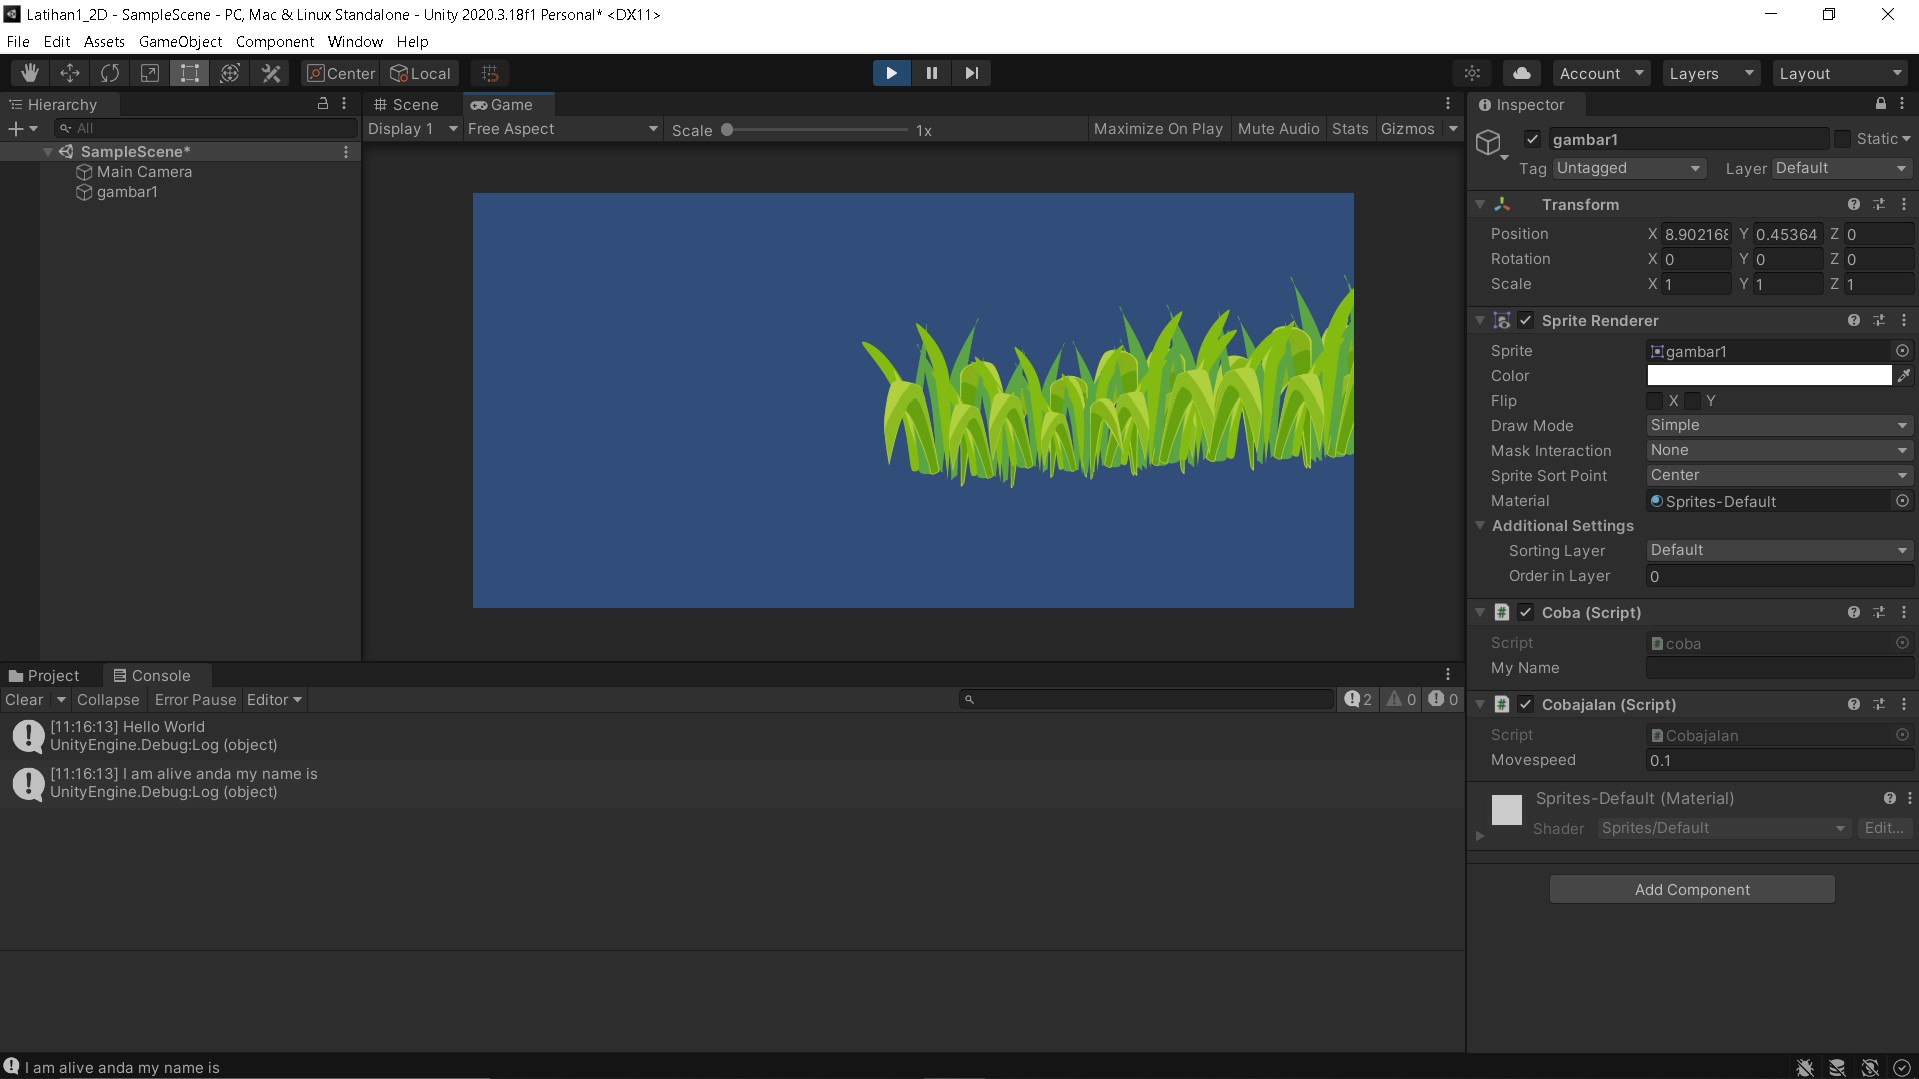 Latihan1_2D - SampleScene - PC, Mac & Linux Standalone - Unity 2020.3.18f1 Personal* <DX11>
File Edit Assets GameObject Component Window Help
Center Local Account Layers Layout
Hierarchy
All
SampleScene*
Main Camera
gambar1
Scene Game
Display 1 Free Aspect Scale 1x Maximize On Play Mute Audio Stats Gizmos
Inspector
gambar1 Static
Tag Untagged Layer Default
Transform
Position X 8.902168 Y 0.45364 Z 0
Rotation X 0 Y 0 Z 0
Scale X 1 Y 1 Z 1
Sprite Renderer
Sprite gambar1
Color
Flip X Y
Draw Mode Simple
Mask Interaction None
Sprite Sort Point Center
Material Sprites-Default
Additional Settings
Sorting Layer Default
Order in Layer 0
Coba (Script)
Script coba
My Name
Cobajalan (Script)
Script Cobajalan
Movespeed 0.1
Sprites-Default (Material)
Shader Sprites/Default Edit...
Add Component
Project Console
Clear Collapse Error Pause Editor 2 0 0
[11:16:13] Hello World
UnityEngine.Debug:Log (object)
[11:16:13] I am alive anda my name is
UnityEngine.Debug:Log (object)
I am alive anda my name is